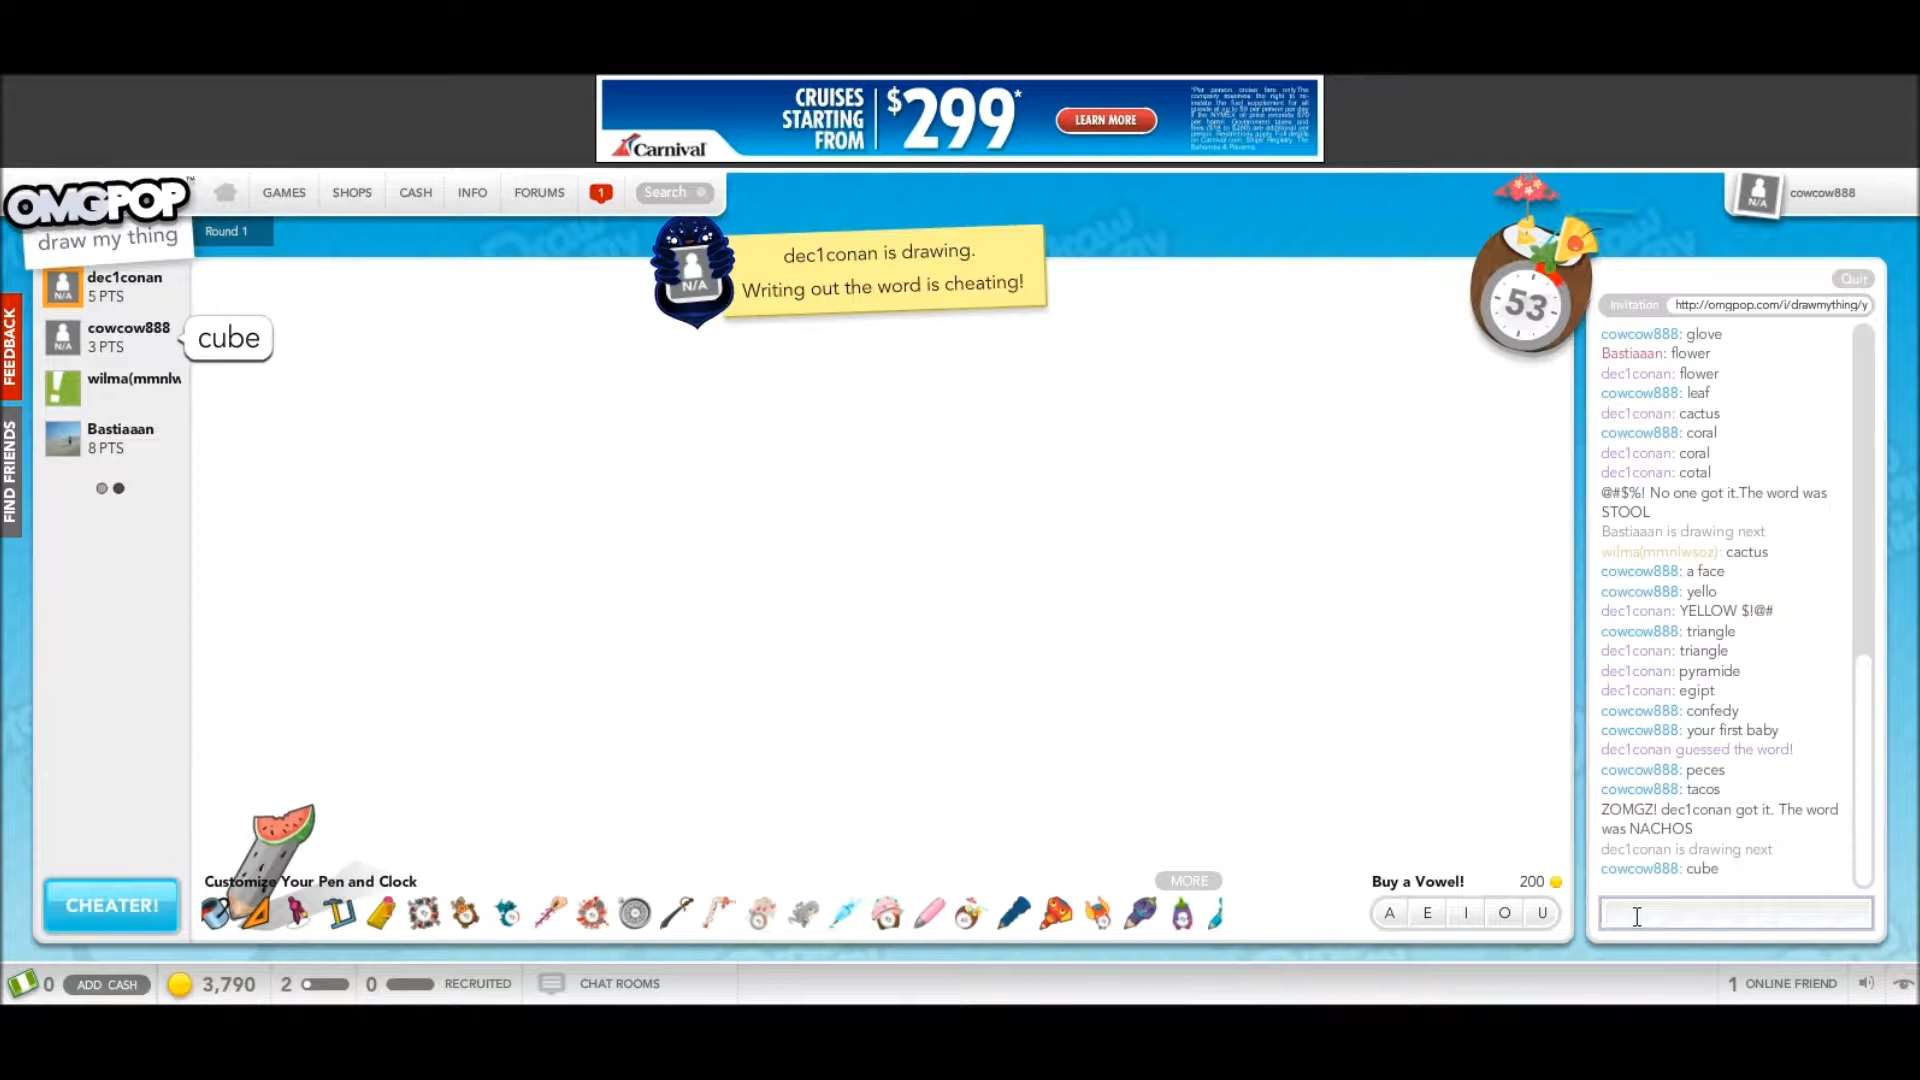 CRUISES
STARTING
FROM
$299*
LEARN MORE
Carnival
OMGPOP™
draw my thing
GAMES
SHOPS
CASH
INFO
FORUMS
1
Search
N/A
cowcow888
Round 1
dec1conan is drawing.
Writing out the word is cheating!
N/A
53
FEEDBACK
FIND FRIENDS
N/A
dec1conan
5 PTS
N/A
cowcow888
3 PTS
cube
wilma(mmnlw
Bastiaaan
8 PTS
CHEATER!
Quit
Invitation
http://omgpop.com/i/drawmything/y
cowcow888: glove
Bastiaaan: flower
dec1conan: flower
cowcow888: leaf
dec1conan: cactus
cowcow888: coral
dec1conan: coral
dec1conan: cotal
@#$%! No one got it.The word was
STOOL
Bastiaaan is drawing next
wilma(mmnlwsoz): cactus
cowcow888: a face
cowcow888: yello
dec1conan: YELLOW $!@#
cowcow888: triangle
dec1conan: triangle
dec1conan: pyramide
dec1conan: egipt
cowcow888: confedy
cowcow888: your first baby
dec1conan guessed the word!
cowcow888: peces
cowcow888: tacos
ZOMGZ! dec1conan got it. The word
was NACHOS
dec1conan is drawing next
cowcow888: cube
Customize Your Pen and Clock
MORE
Buy a Vowel!
200
A E I O U
0
ADD CASH
3,790
2
0
RECRUITED
CHAT ROOMS
1 ONLINE FRIEND